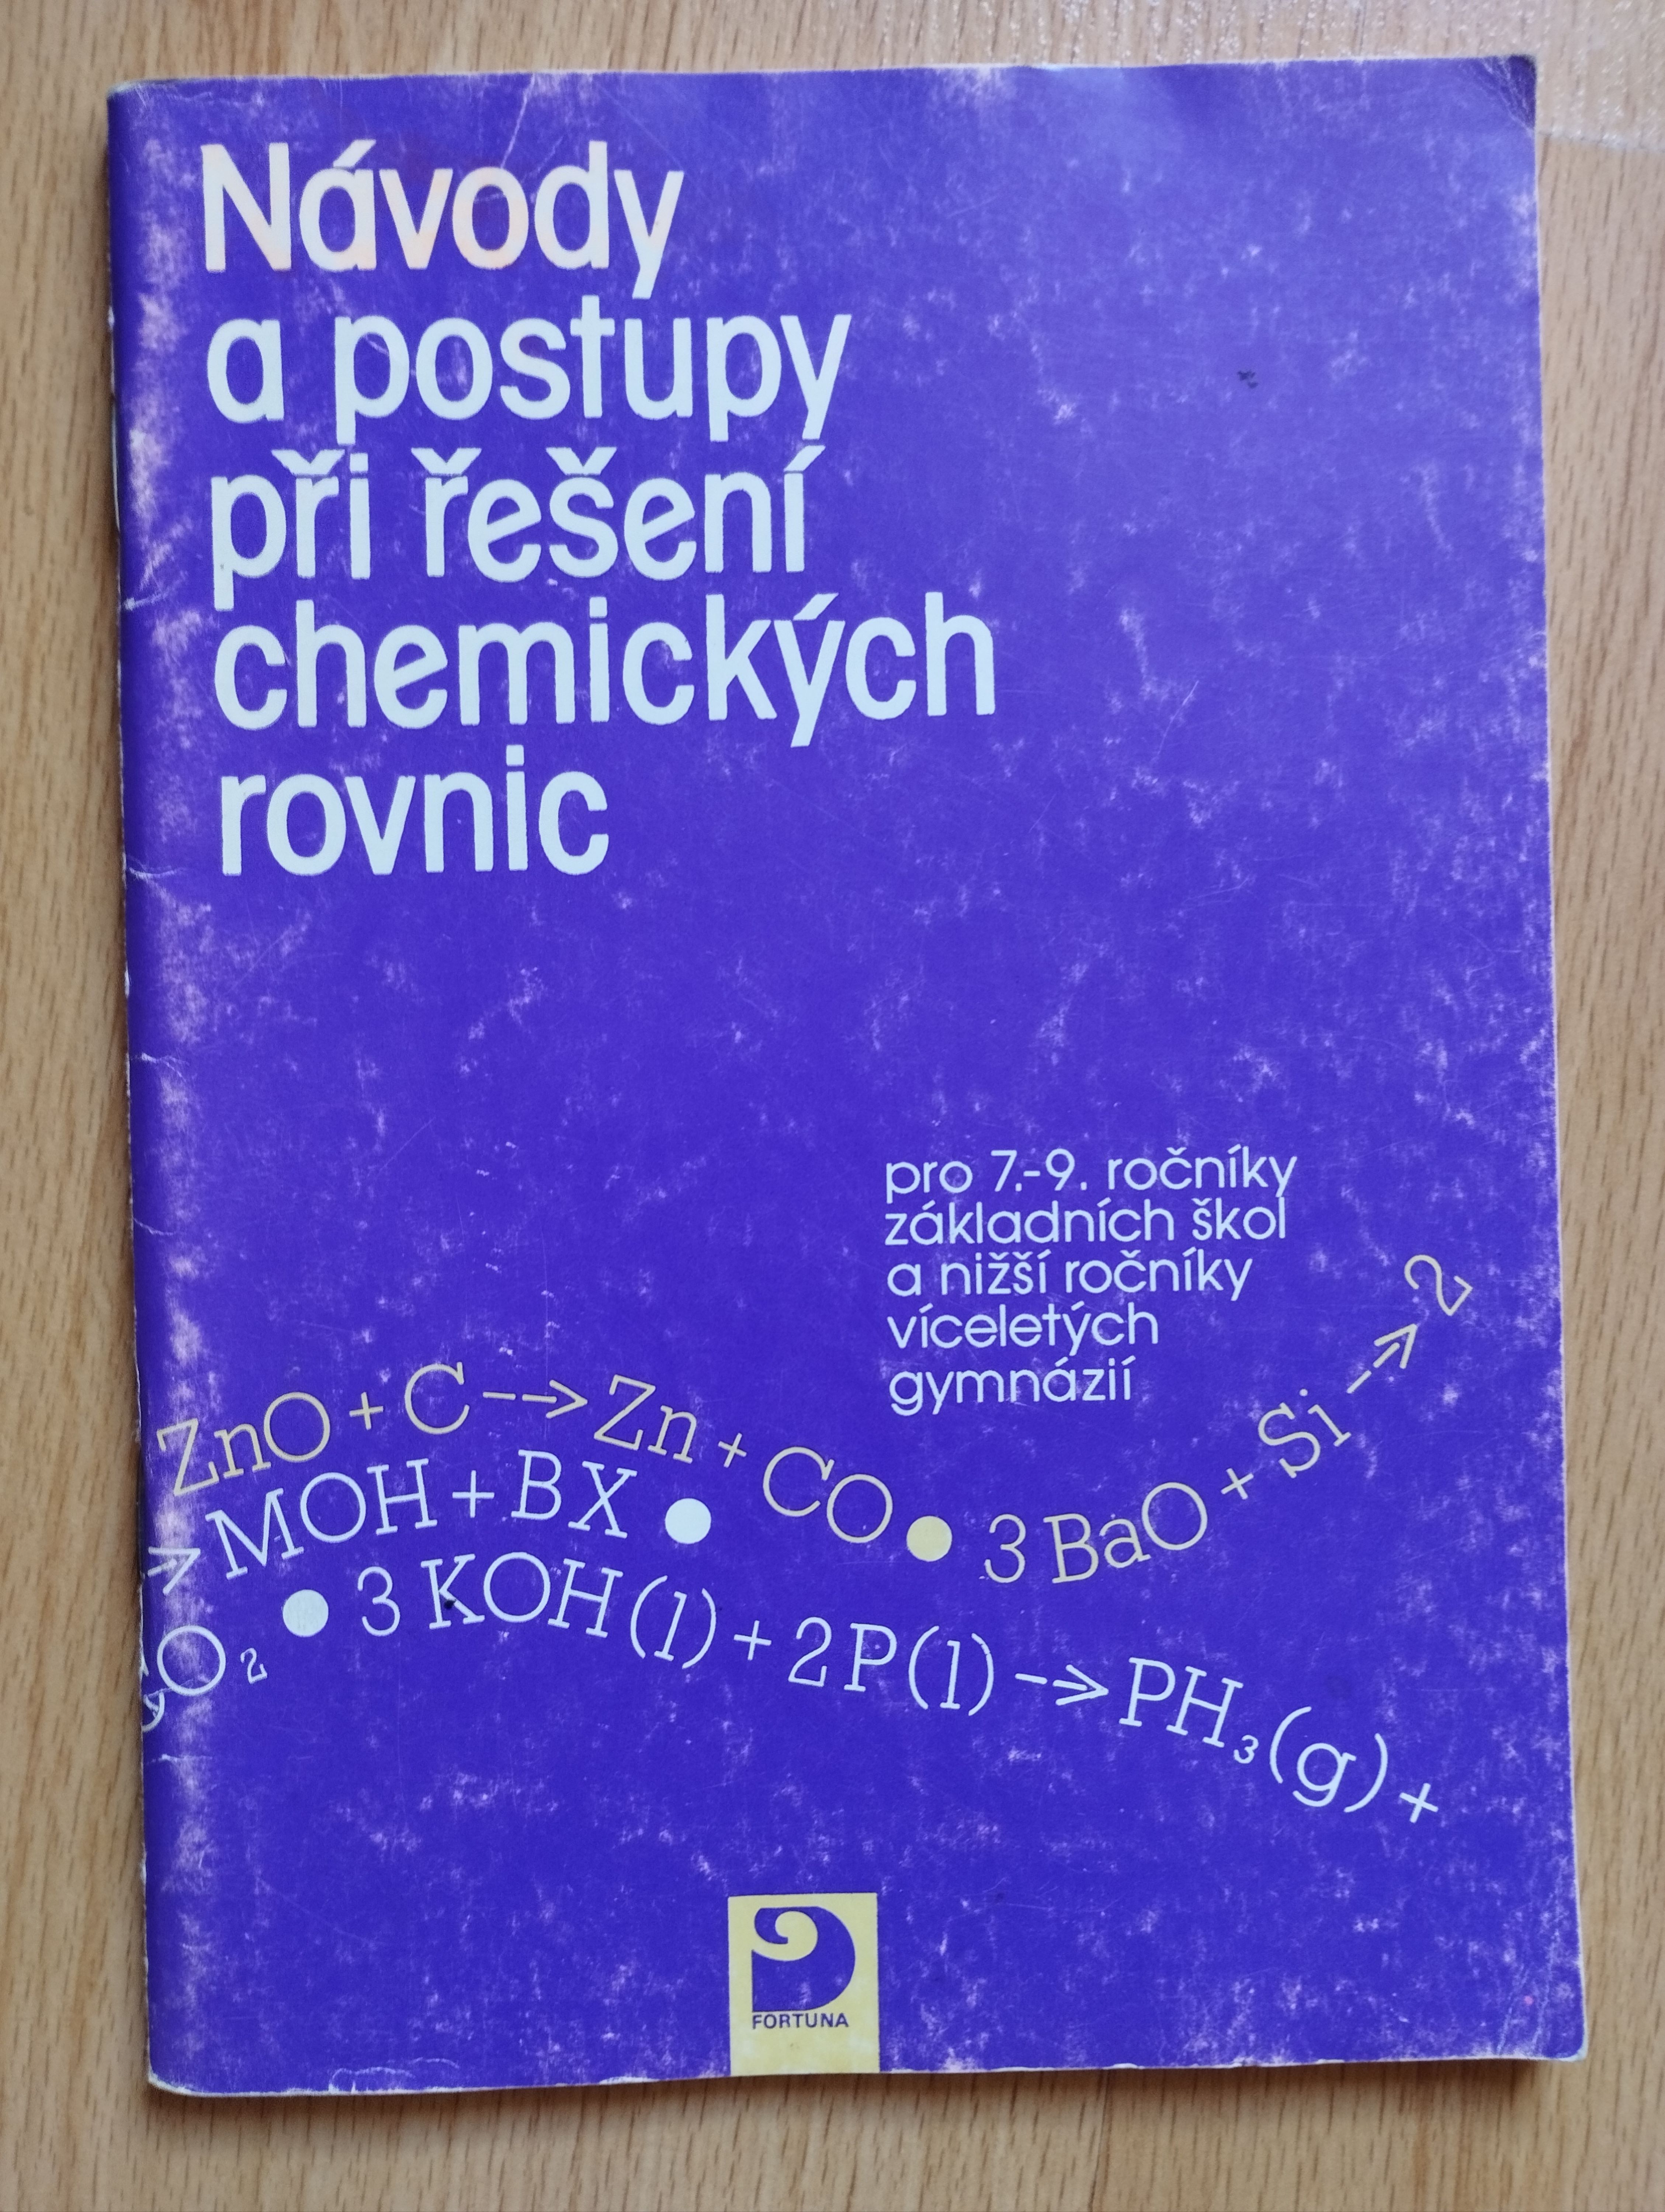 Návody
a postupy
při řešení
chemických
rovnic
pro 7.-9. ročníky
základních škol
a nižší ročníky
víceletých
gymnázií
ZnO + C --> Zn + CO ● 3 BaO + Si --> 2
> MOH + BX ●
O₂ ● 3 KOH (l) + 2 P (l) --> PH₃ (g) +
FORTUNA